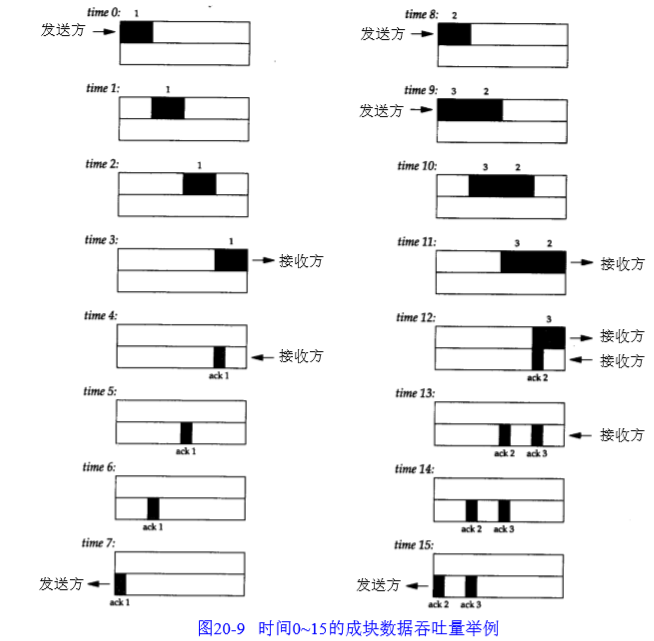 time 0: 1
发送方
time 1: 1
time 2: 1
time 3: 1
接收方
time 4:
接收方
ack 1
time 5:
ack 1
time 6:
ack 1
time 7:
发送方
ack 1
time 8: 2
发送方
time 9: 3 2
发送方
time 10: 3 2
time 11: 3 2
接收方
time 12: 3
接收方
接收方
ack 2
time 13:
接收方
ack 2 ack 3
time 14:
ack 2 ack 3
time 15:
发送方
ack 2 ack 3
图20-9 时间0~15的成块数据吞吐量举例